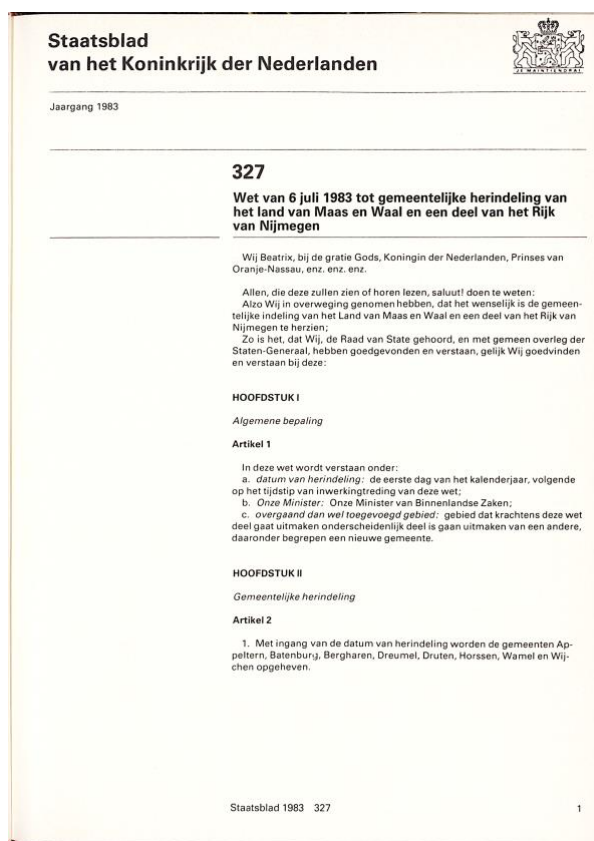 Staatsblad
van het Koninkrijk der Nederlanden
JE MAINTIENDRAI
Jaargang 1983
327
Wet van 6 juli 1983 tot gemeentelijke herindeling van
het land van Maas en Waal en een deel van het Rijk
van Nijmegen
Wij Beatrix, bij de gratie Gods, Koningin der Nederlanden, Prinses van
Oranje-Nassau, enz. enz. enz.
Allen, die deze zullen zien of horen lezen, saluut! doen te weten:
Alzo Wij in overweging genomen hebben, dat het wenselijk is de gemeen-
telijke indeling van het Land van Maas en Waal en een deel van het Rijk van
Nijmegen te herzien;
Zo is het, dat Wij, de Raad van State gehoord, en met gemeen overleg der
Staten-Generaal, hebben goedgevonden en verstaan, gelijk Wij goedvinden
en verstaan bij deze:
HOOFDSTUK I
Algemene bepaling
Artikel 1
In deze wet wordt verstaan onder:
a. datum van herindeling: de eerste dag van het kalenderjaar, volgende
op het tijdstip van inwerkingtreding van deze wet;
b. Onze Minister: Onze Minister van Binnenlandse Zaken;
c. overgaand dan wel toegevoegd gebied: gebied dat krachtens deze wet
deel gaat uitmaken onderscheidenlijk deel is gaan uitmaken van een andere,
daaronder begrepen een nieuwe gemeente.
HOOFDSTUK II
Gemeentelijke herindeling
Artikel 2
1. Met ingang van de datum van herindeling worden de gemeenten Ap-
peltern, Batenburg, Bergharen, Dreumel, Druten, Horssen, Wamel en Wij-
chen opgeheven.
Staatsblad 1983 327
1